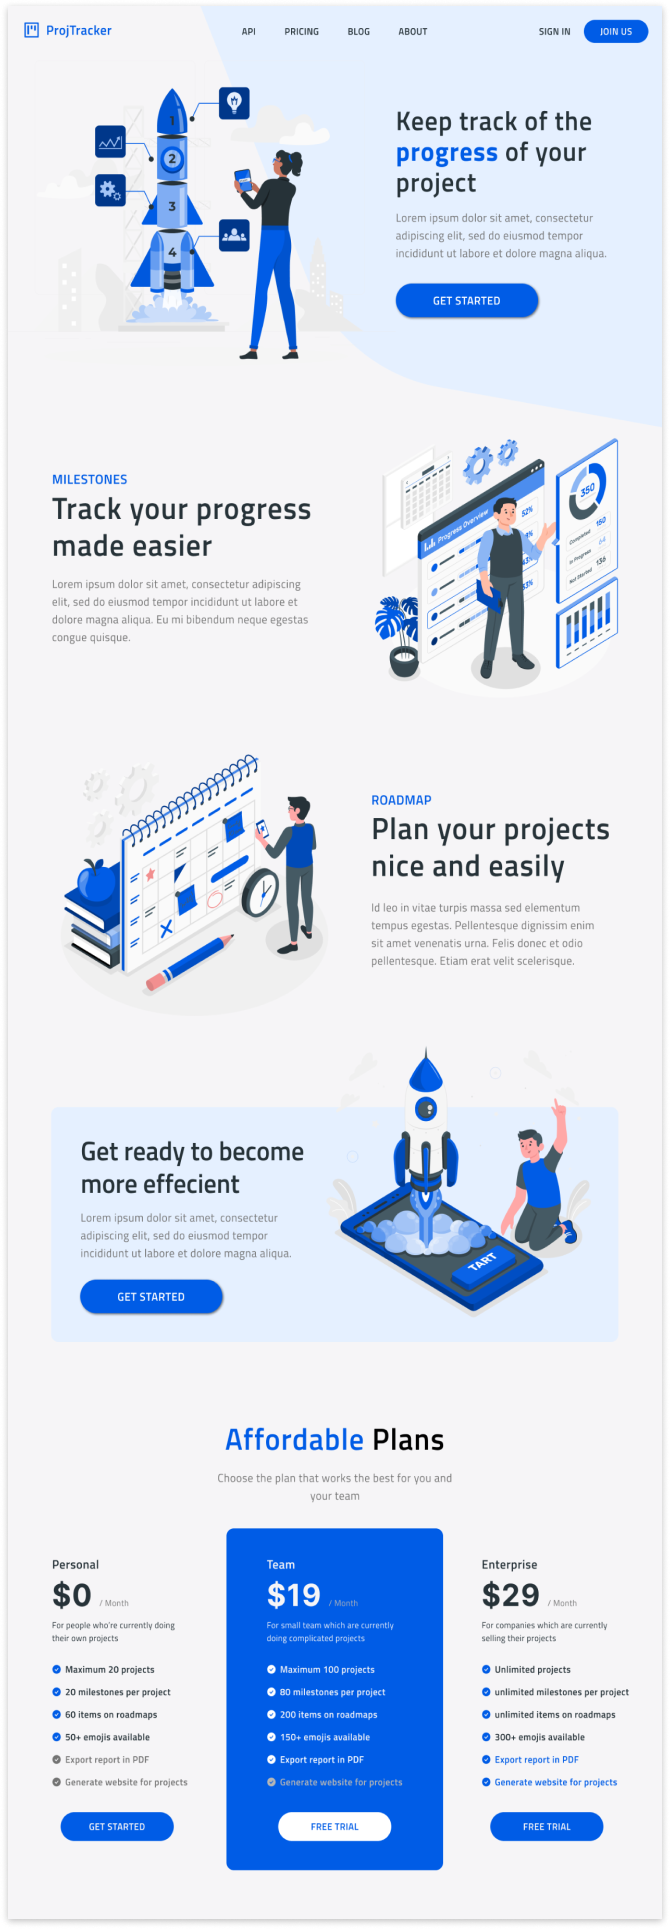 ProjTracker
API
PRICING
BLOG
ABOUT
SIGN IN
JOIN US
1
2
3
4
Keep track of the
progress of your
project
Lorem ipsum dolor sit amet, consectetur
adipiscing elit, sed do eiusmod tempor
incididunt ut labore et dolore magna aliqua.
GET STARTED
MILESTONES
Track your progress
made easier
Lorem ipsum dolor sit amet, consectetur adipiscing
elit, sed do eiusmod tempor incididunt ut labore et
dolore magna aliqua. Eu mi bibendum neque egestas
congue quisque.
Progress Overview
52%
350
Completed 150
In Progress 64
Not Started 136
ROADMAP
Plan your projects
nice and easily
Id leo in vitae turpis massa sed elementum
tempus egestas. Pellentesque dignissim enim
sit amet venenatis urna. Felis donec et odio
pellentesque. Etiam erat velit scelerisque.
Get ready to become
more effecient
Lorem ipsum dolor sit amet, consectetur
adipiscing elit, sed do eiusmod tempor
incididunt ut labore et dolore magna aliqua.
GET STARTED
TART
Affordable Plans
Choose the plan that works the best for you and
your team
Personal
$0 / Month
For people who're currently doing
their own projects
Maximum 20 projects
20 milestones per project
60 items on roadmaps
50+ emojis available
Export report in PDF
Generate website for projects
GET STARTED
Team
$19 / Month
For small team which are currently
doing complicated projects
Maximum 100 projects
80 milestones per project
200 items on roadmaps
150+ emojis available
Export report in PDF
Generate website for projects
FREE TRIAL
Enterprise
$29 / Month
For companies which are currently
selling their projects
Unlimited projects
unlimited milestones per project
unlimited items on roadmaps
300+ emojis available
Export report in PDF
Generate website for projects
FREE TRIAL